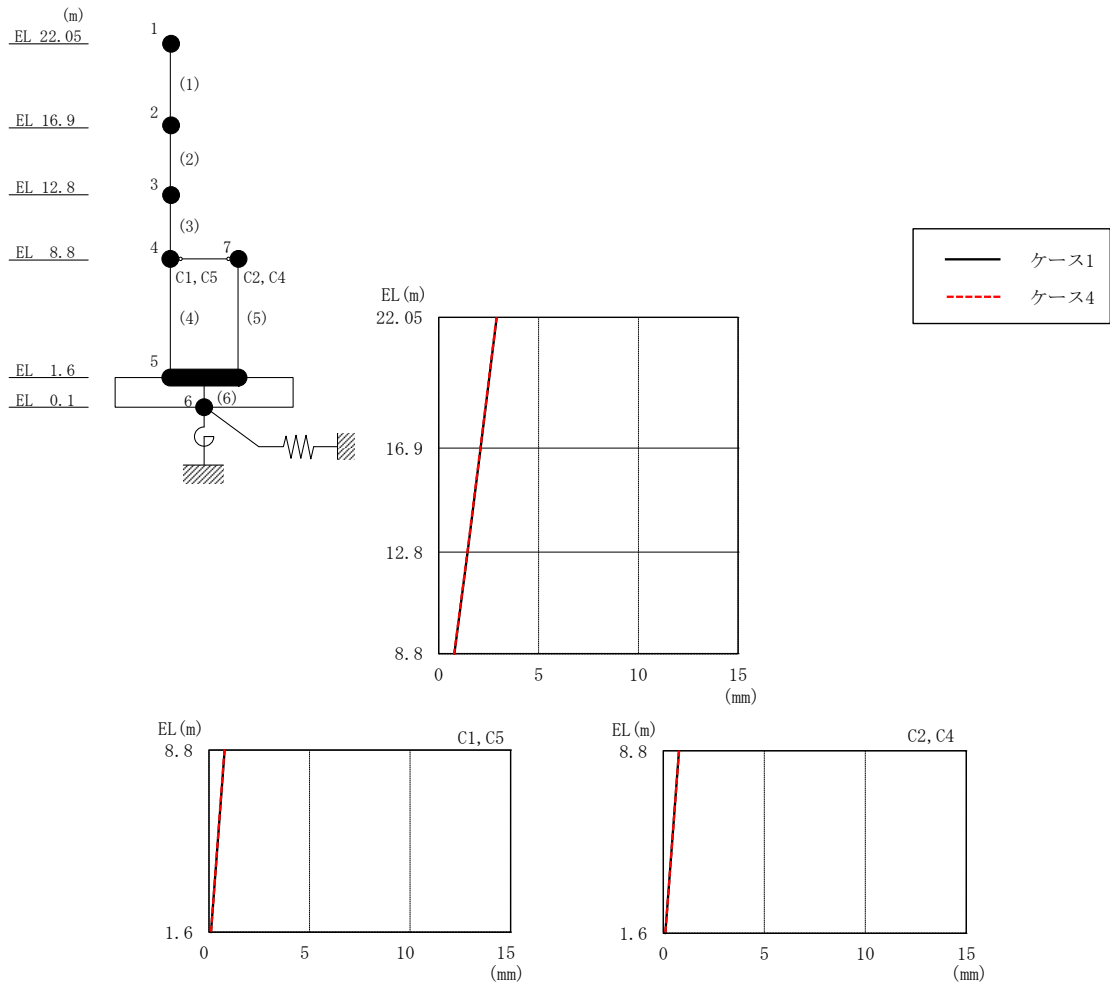 (m)
EL 22.05
1
(1)
EL 16.9
2
(2)
EL 12.8
3
(3)
EL 8.8
4
7
C1,C5
C2,C4
(4)
(5)
EL 1.6
5
EL 0.1
6
(6)
ケース1
ケース4
EL(m)
22.05
16.9
12.8
8.8
0 5 10 15
(mm)
EL(m)
C1,C5
8.8
1.6
0 5 10 15
(mm)
EL(m)
C2,C4
8.8
1.6
0 5 10 15
(mm)